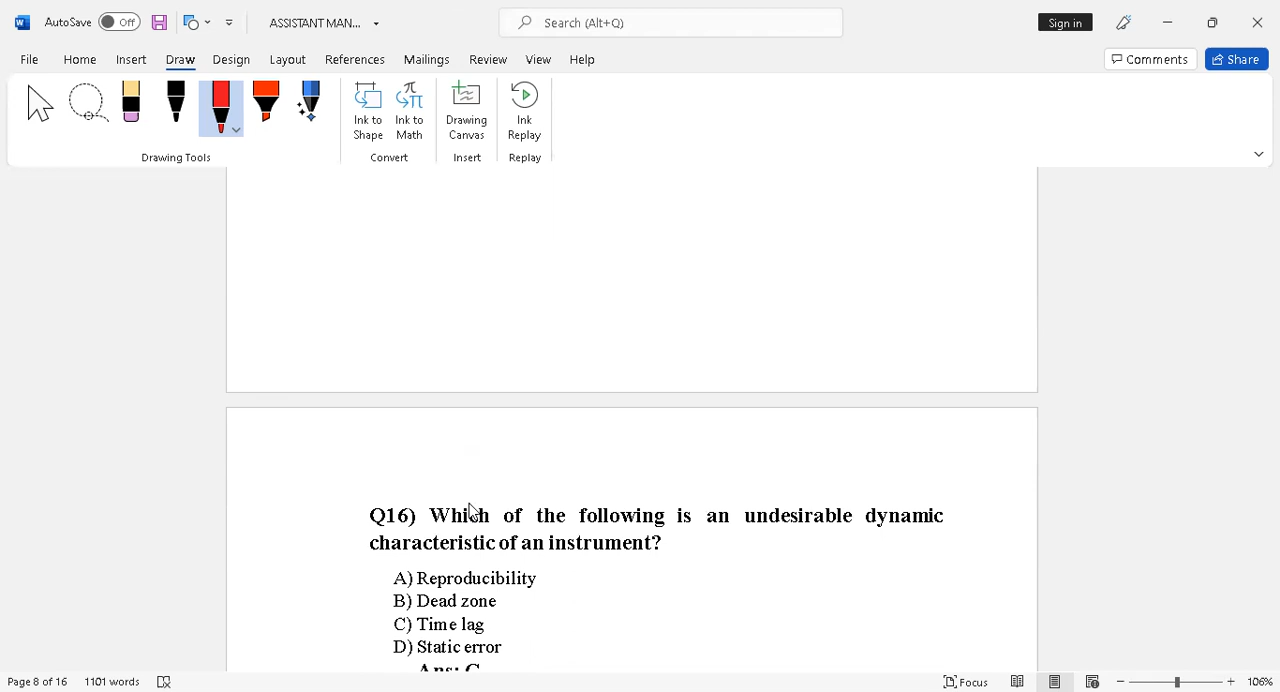 AutoSave Off ASSISTANT MAN... Search (Alt+Q) Sign in
File Home Insert Draw Design Layout References Mailings Review View Help Comments Share
Ink to Shape
Ink to Math
Drawing Canvas
Ink Replay
Drawing Tools Convert Insert Replay
Q16) Which of the following is an undesirable dynamic
characteristic of an instrument?
A) Reproducibility
B) Dead zone
C) Time lag
D) Static error
Ans: C
Page 8 of 16 1101 words Focus 106%